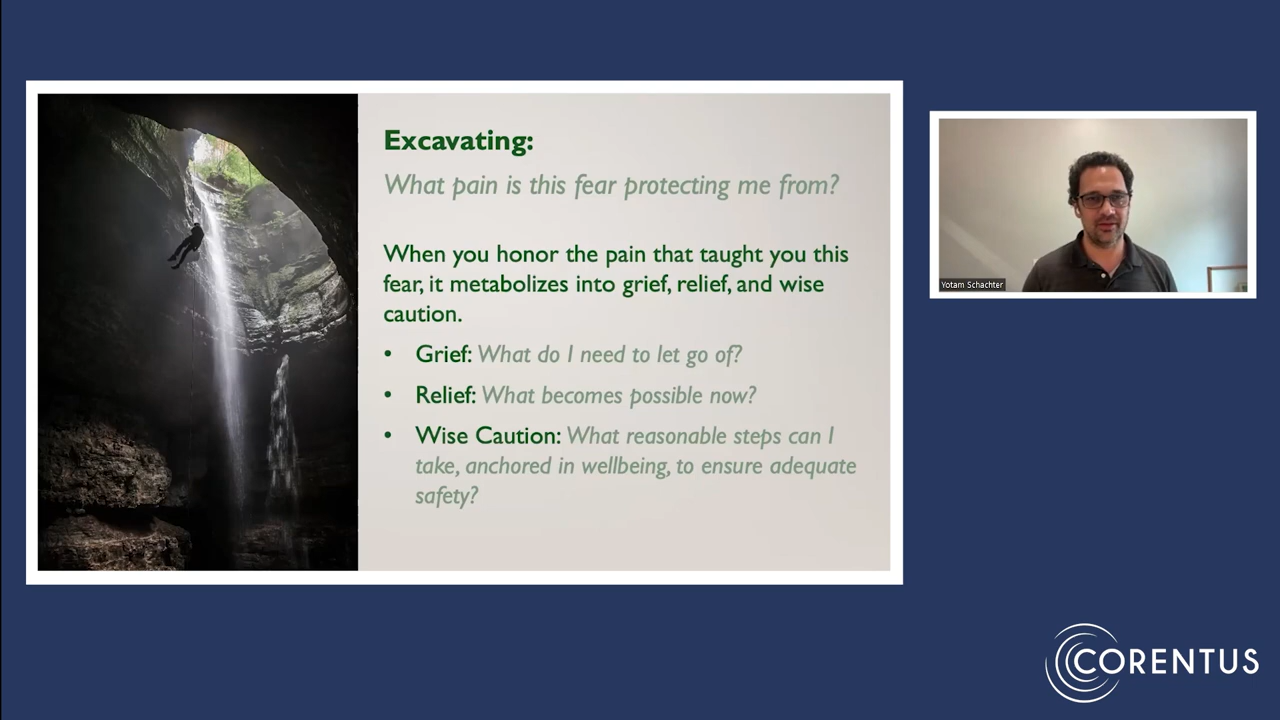 Excavating:
What pain is this fear protecting me from?
When you honor the pain that taught you this
fear, it metabolizes into grief, relief, and wise
caution.
• Grief: What do I need to let go of?
• Relief: What becomes possible now?
• Wise Caution: What reasonable steps can I
take, anchored in wellbeing, to ensure adequate
safety?
Yotam Schachter
CORENTUS